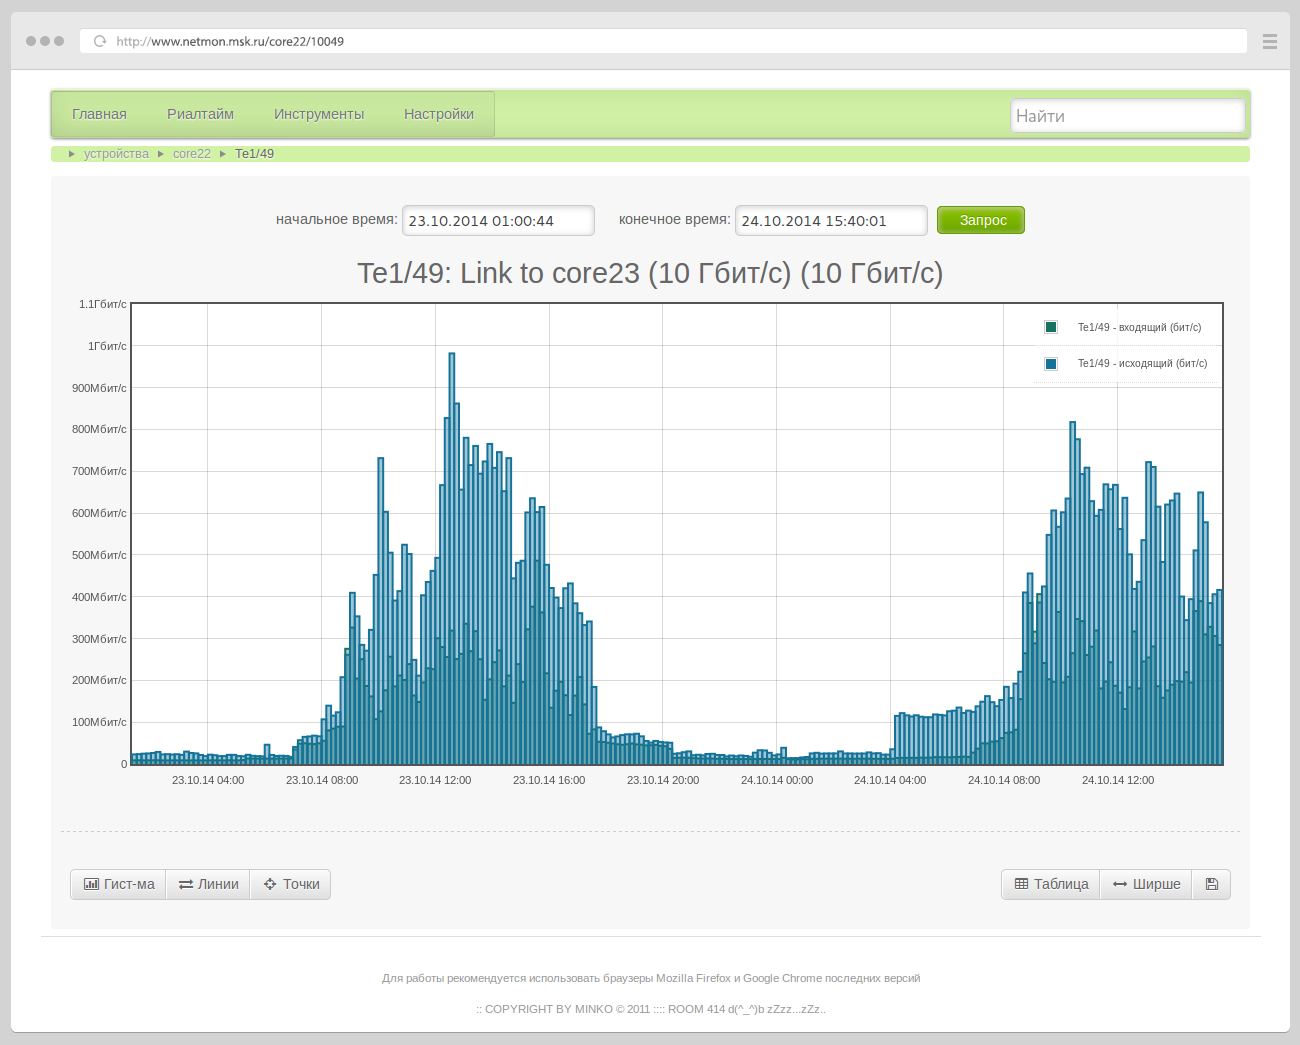 http://www.netmon.msk.ru/core22/10049
Главная Риалтайм Инструменты Настройки Найти
устройства core22 Te1/49
начальное время: 23.10.2014 01:00:44 конечное время: 24.10.2014 15:40:01 Запрос
Te1/49: Link to core23 (10 Гбит/с) (10 Гбит/с)
1.1Гбит/с
Te1/49 - входящий (бит/с)
1Гбит/с
Te1/49 - исходящий (бит/с)
900Мбит/с
800Мбит/с
700Мбит/с
600Мбит/с
500Мбит/с
400Мбит/с
300Мбит/с
200Мбит/с
100Мбит/с
0
23.10.14 04:00 23.10.14 08:00 23.10.14 12:00 23.10.14 16:00 23.10.14 20:00 24.10.14 00:00 24.10.14 04:00 24.10.14 08:00 24.10.14 12:00
Гист-ма Линии Точки Таблица Ширше
Для работы рекомендуется использовать браузеры Mozilla Firefox и Google Chrome последних версий
:: COPYRIGHT BY MINKO © 2011 :::: ROOM 414 d(^_^)b zZzz...zZz..